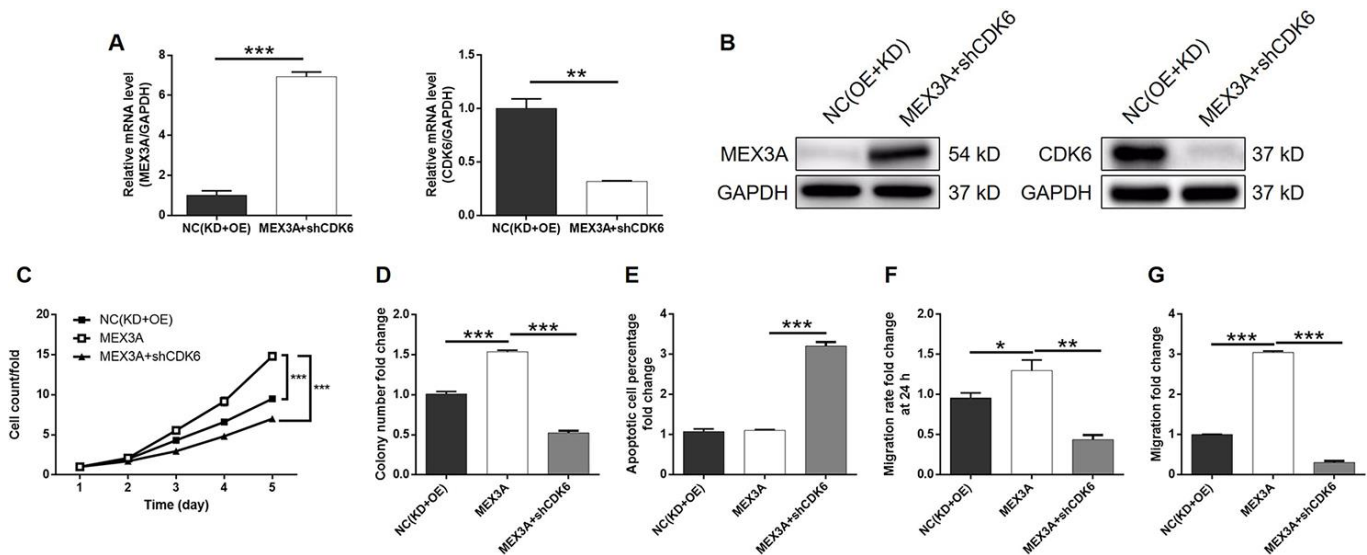 A
Relative mRNA level
(MEX3A/GAPDH)
8
6
4
2
0
***
NC(KD+OE)
MEX3A+shCDK6
Relative mRNA level
(CDK6/GAPDH)
1.5
1.0
0.5
0.0
**
NC(KD+OE)
MEX3A+shCDK6
B
NC(OE+KD)
MEX3A+shCDK6
MEX3A
54 kD
GAPDH
37 kD
NC(OE+KD)
MEX3A+shCDK6
CDK6
37 kD
GAPDH
37 kD
C
Cell count/fold
20
15
10
5
0
NC(KD+OE)
MEX3A
MEX3A+shCDK6
***
***
1
2
3
4
5
Time (day)
D
Colony number fold change
2.0
1.5
1.0
0.5
0.0
***
***
NC(KD+OE)
MEX3A
MEX3A+shCDK6
E
Apoptotic cell percentage
fold change
4
3
2
1
0
***
NC(KD+OE)
MEX3A
MEX3A+shCDK6
F
Migration rate fold change
at 24 h
2.0
1.5
1.0
0.5
0.0
*
**
NC(KD+OE)
MEX3A
MEX3A+shCDK6
G
Migration fold change
4
3
2
1
0
***
***
NC(KD+OE)
MEX3A
MEX3A+shCDK6